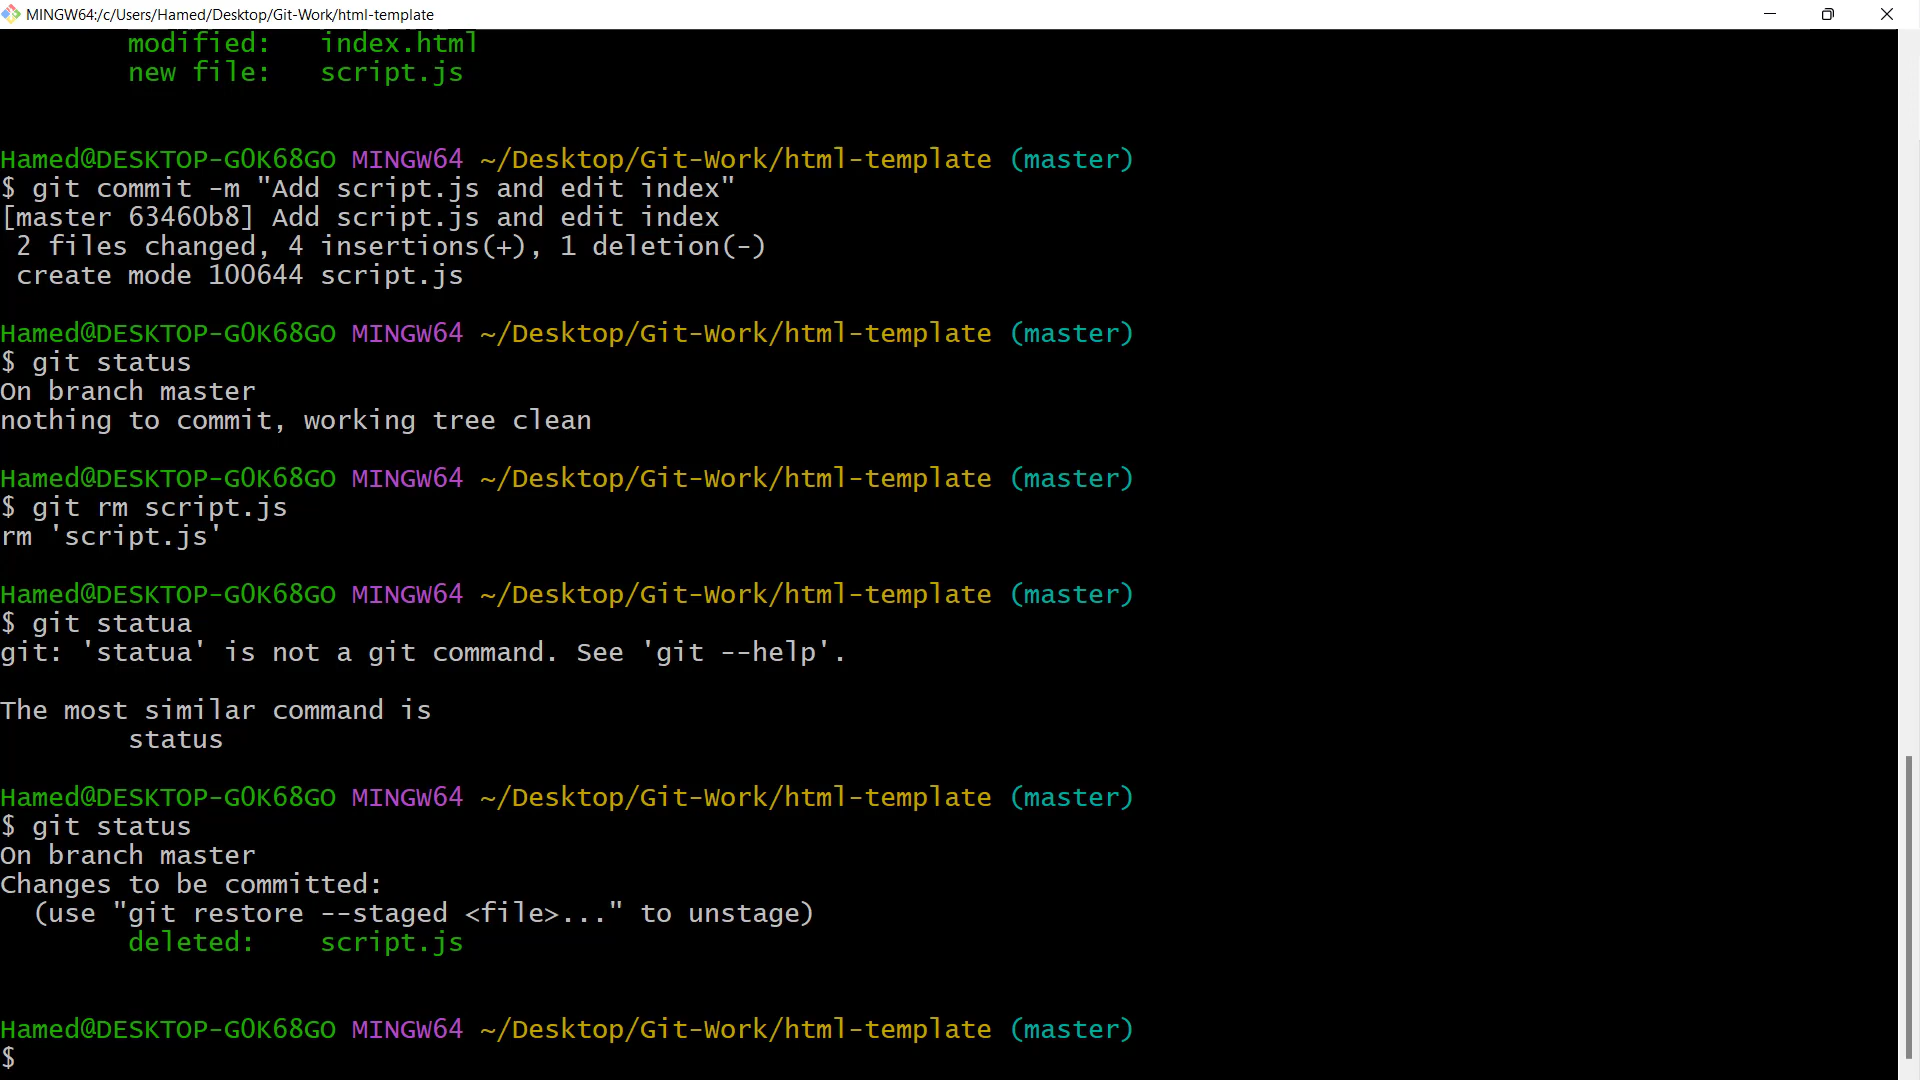 MINGW64:/c/Users/Hamed/Desktop/Git-Work/html-template
modified:   index.html
new file:   script.js
Hamed@DESKTOP-G0K68GO MINGW64 ~/Desktop/Git-Work/html-template (master)
$ git commit -m "Add script.js and edit index"
[master 63460b8] Add script.js and edit index
2 files changed, 4 insertions(+), 1 deletion(-)
create mode 100644 script.js
Hamed@DESKTOP-G0K68GO MINGW64 ~/Desktop/Git-Work/html-template (master)
$ git status
On branch master
nothing to commit, working tree clean
Hamed@DESKTOP-G0K68GO MINGW64 ~/Desktop/Git-Work/html-template (master)
$ git rm script.js
rm 'script.js'
Hamed@DESKTOP-G0K68GO MINGW64 ~/Desktop/Git-Work/html-template (master)
$ git statua
git: 'statua' is not a git command. See 'git --help'.
The most similar command is
status
Hamed@DESKTOP-G0K68GO MINGW64 ~/Desktop/Git-Work/html-template (master)
$ git status
On branch master
Changes to be committed:
(use "git restore --staged <file>..." to unstage)
deleted:    script.js
Hamed@DESKTOP-G0K68GO MINGW64 ~/Desktop/Git-Work/html-template (master)
$